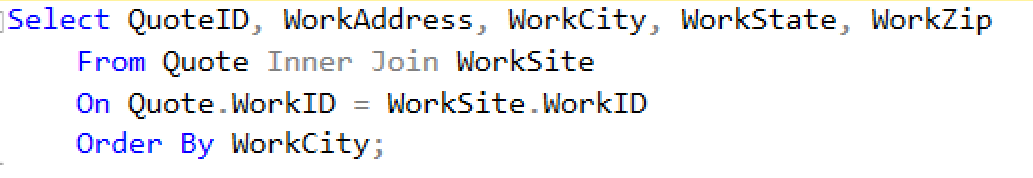 Select QuoteID, WorkAddress, WorkCity, WorkState, WorkZip
From Quote Inner Join WorkSite
On Quote.WorkID = WorkSite.WorkID
Order By WorkCity;